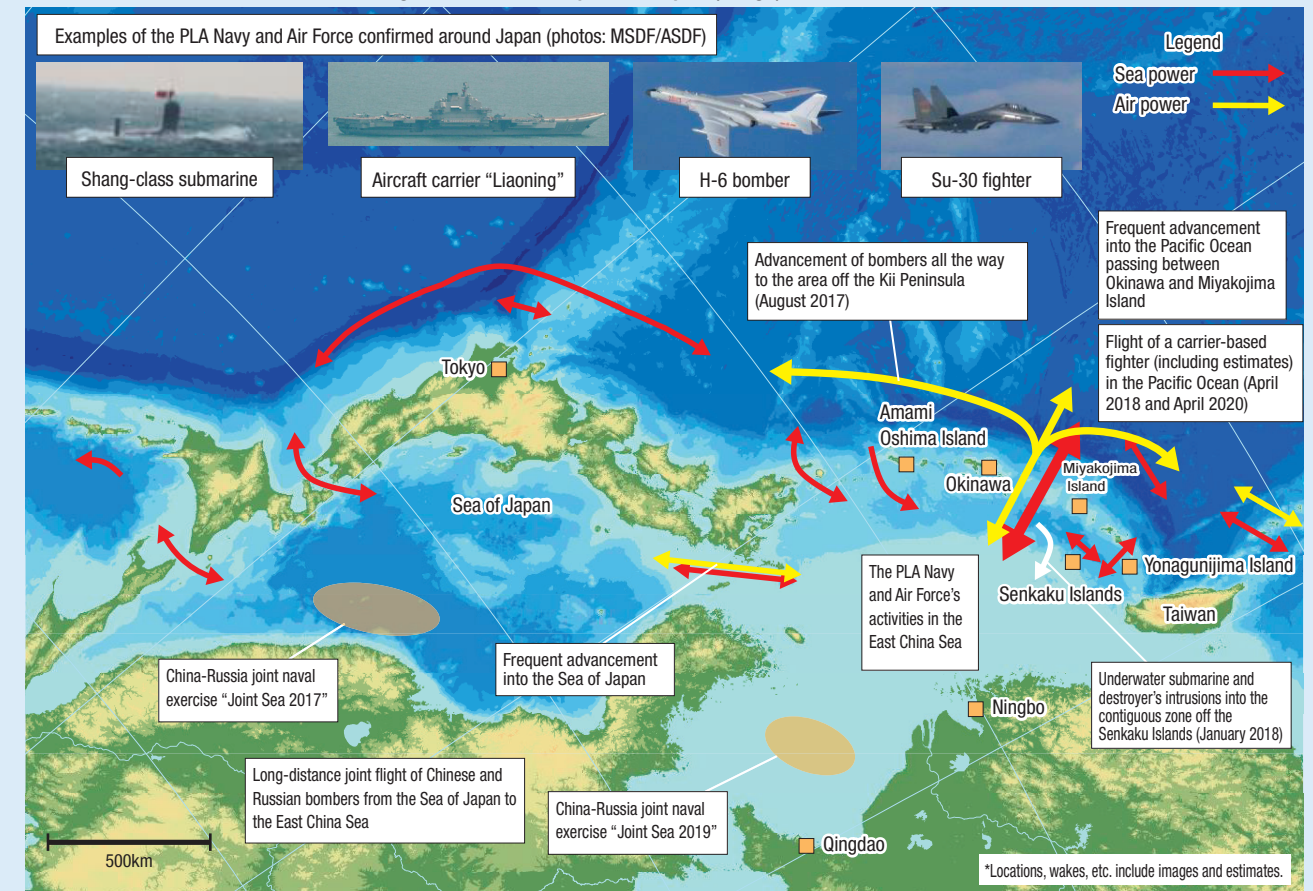 Examples of the PLA Navy and Air Force confirmed around Japan (photos: MSDF/ASDF)
Legend
Sea power
Air power
Shang-class submarine
Aircraft carrier “Liaoning”
H-6 bomber
Su-30 fighter
Frequent advancement
into the Pacific Ocean
passing between
Okinawa and Miyakojima
Island
Advancement of bombers all the way
to the area off the Kii Peninsula
(August 2017)
Flight of a carrier-based
fighter (including estimates)
in the Pacific Ocean (April
2018 and April 2020)
Tokyo
Amami
Oshima Island
Okinawa
Miyakojima
Island
Sea of Japan
The PLA Navy
and Air Force’s
activities in the
East China Sea
Senkaku Islands
Yonagunijima Island
Taiwan
China-Russia joint naval
exercise “Joint Sea 2017”
Frequent advancement
into the Sea of Japan
Underwater submarine and
destroyer’s intrusions into the
contiguous zone off the
Senkaku Islands (January 2018)
Ningbo
Long-distance joint flight of Chinese and
Russian bombers from the Sea of Japan to
the East China Sea
China-Russia joint naval
exercise “Joint Sea 2019”
Qingdao
500km
*Locations, wakes, etc. include images and estimates.